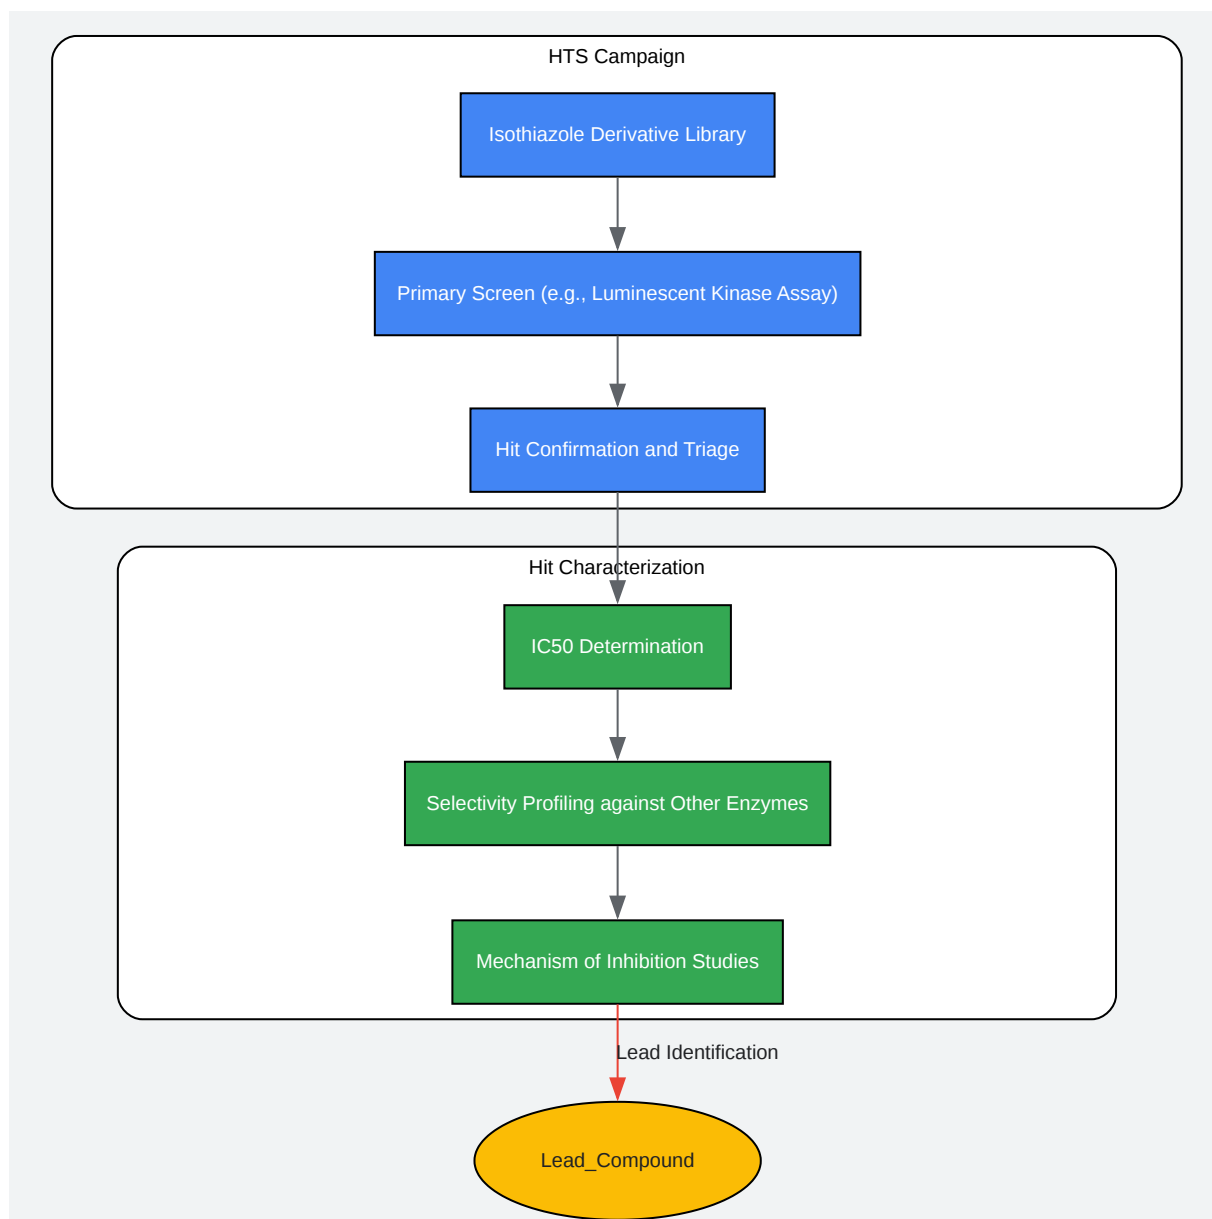 HTS Campaign
Isothiazole Derivative Library
Primary Screen (e.g., Luminescent Kinase Assay)
Hit Confirmation and Triage
Hit Characterization
IC50 Determination
Selectivity Profiling against Other Enzymes
Mechanism of Inhibition Studies
Lead Identification
Lead_Compound